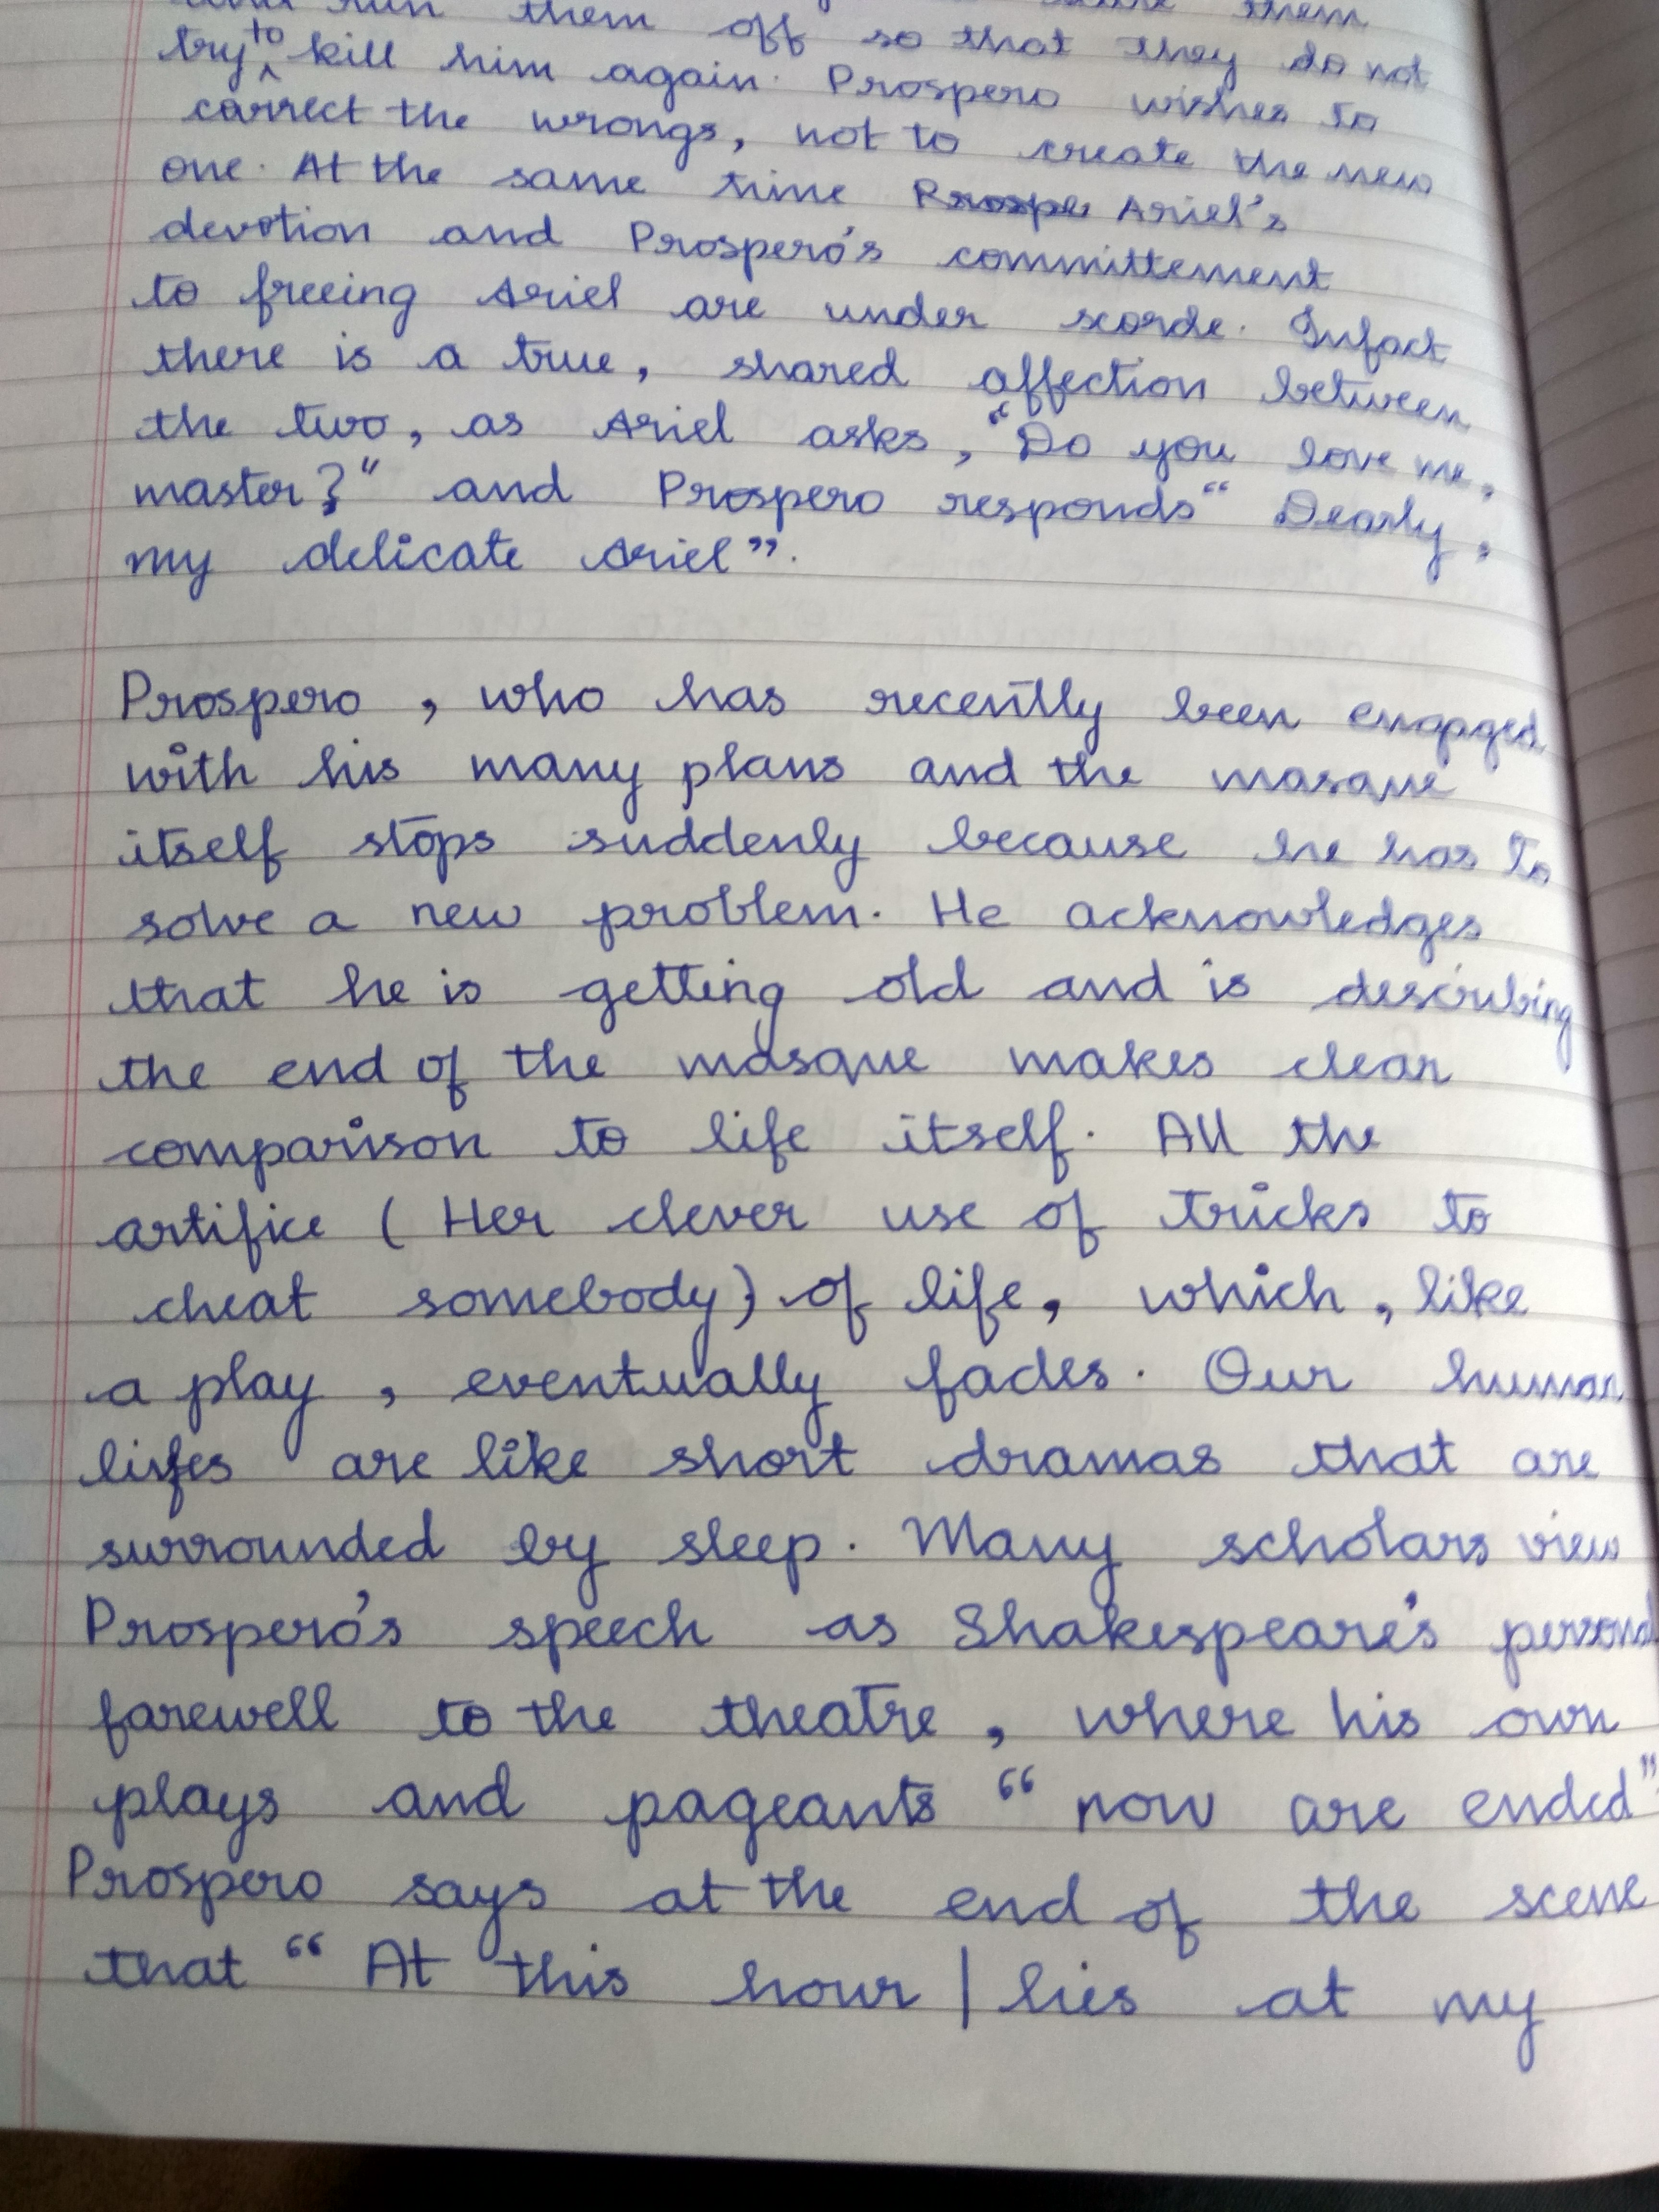 run them off so that they do not
try to kill him again. Prospero wishes to
correct the wrongs, not to create the new
one. At the same time Prospe Ariel's
devotion and Prospero's committement
to freeing Ariel are under scorde. Infact
there is a true, shared affection between
the two, as Ariel asks, "Do you love me,
master?" and Prospero responds "Dearly,
my delicate Ariel".
Prospero, who has recently been engaged
with his many plans and the masque
itself stops suddenly because he has to
solve a new problem. He acknowledges
that he is getting old and is describing
the end of the masque makes clear
comparison to life itself. All the
artifice (Her clever use of tricks to
cheat somebody) of life, which, like
a play, eventually fades. Our human
lives are like short dramas that are
surrounded by sleep. Many scholars view
Prospero's speech as Shakespeare's personal
farewell to the theatre, where his own
plays and pageants "now are ended"
Prospero says at the end of the scene
that "At this hour | lies at my